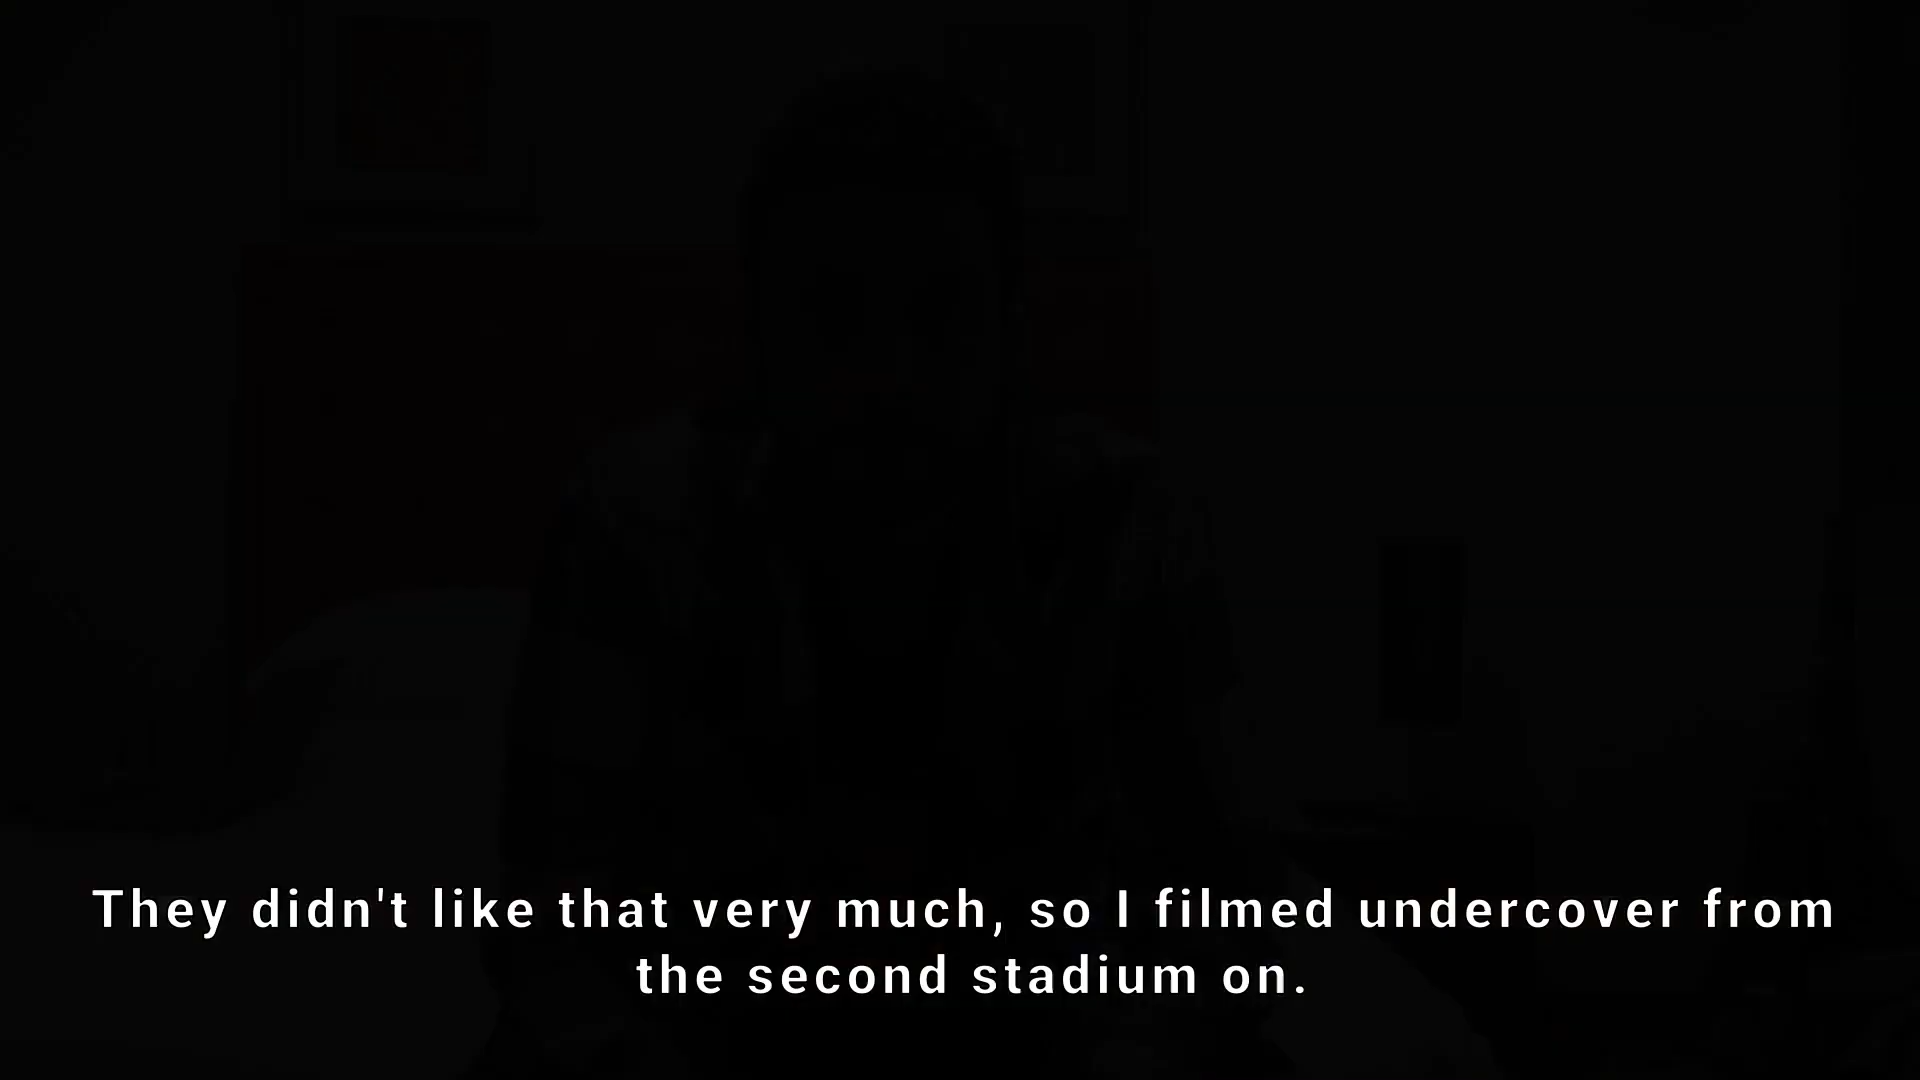 They didn't like that very much, so I filmed undercover from
the second stadium on.